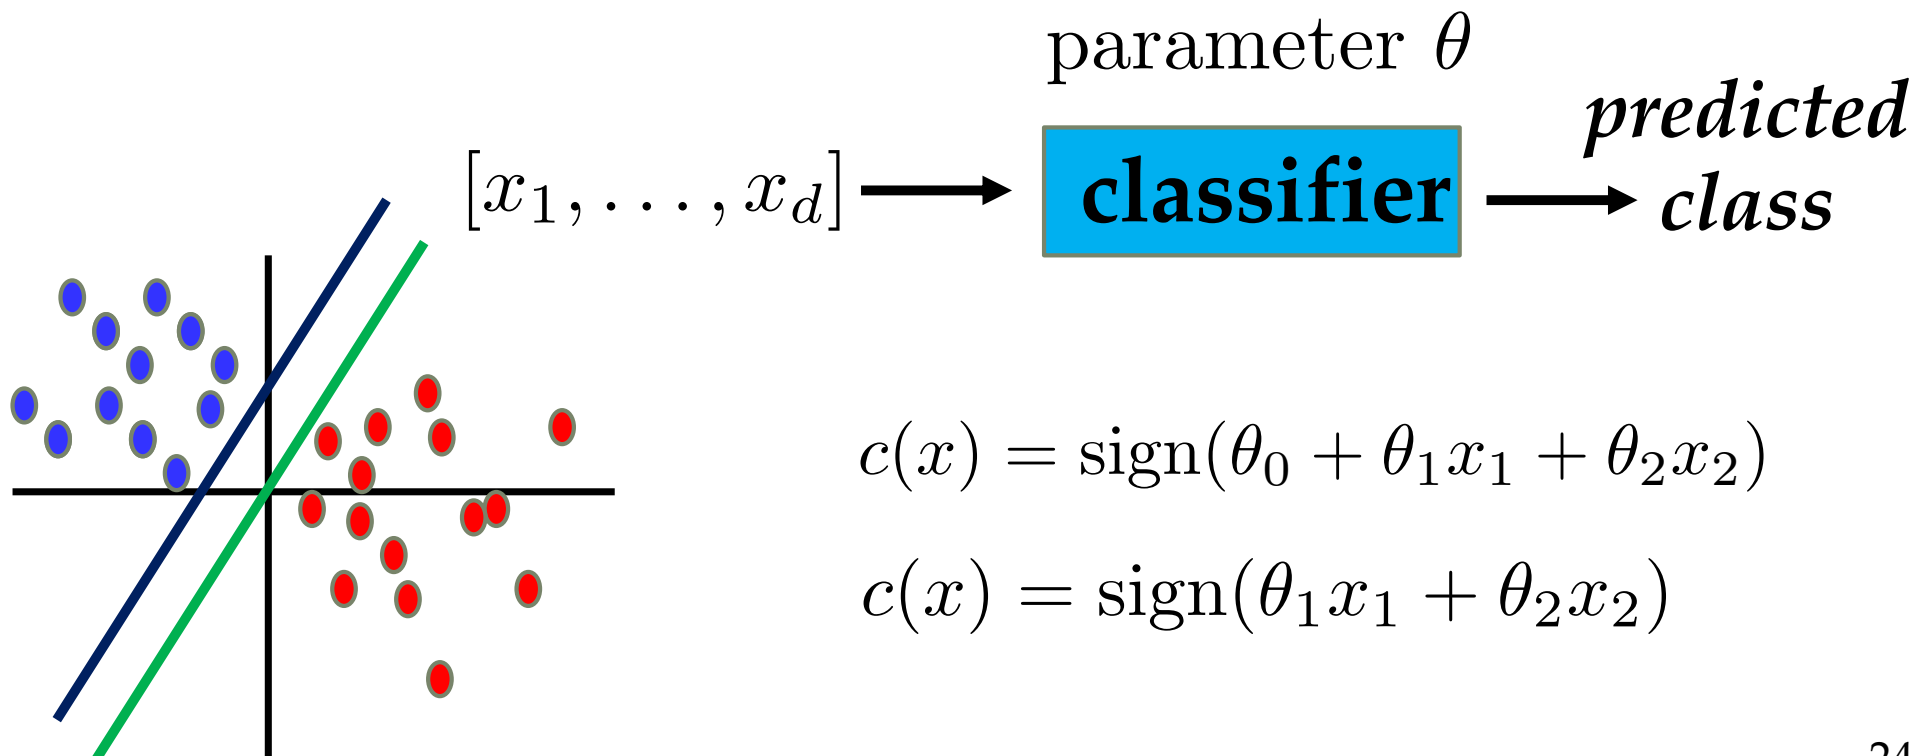 parameter θ
[x₁, . . . , x_d]
classifier
predicted
class
c(x) = sign(θ₀ + θ₁x₁ + θ₂x₂)
c(x) = sign(θ₁x₁ + θ₂x₂)